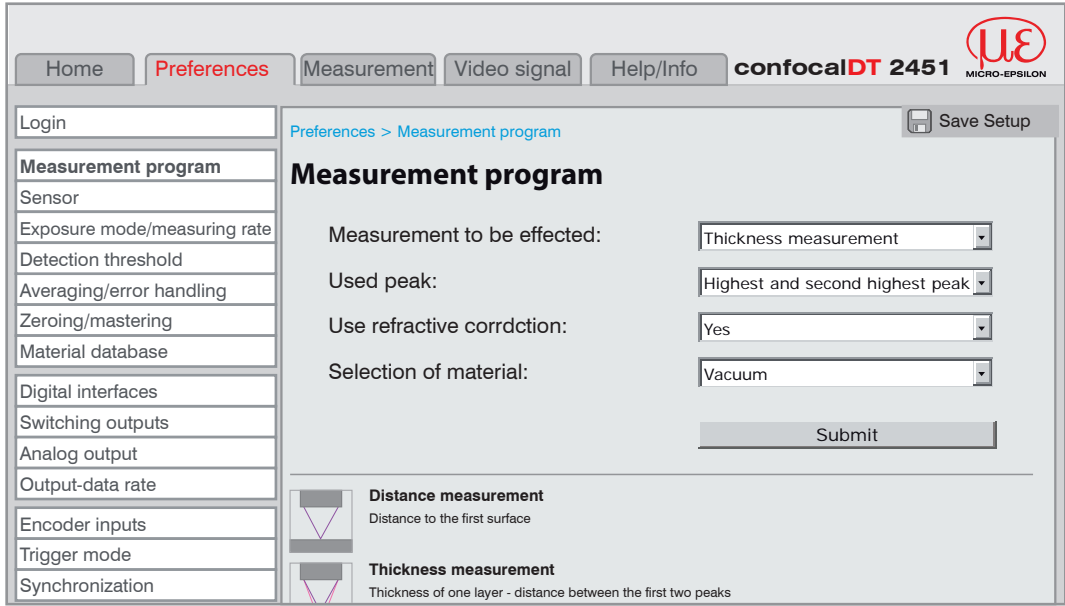 Home
Preferences
Measurement
Video signal
Help/Info
confocalDT 2451
με
MICRO-EPSILON
Login
Measurement program
Sensor
Exposure mode/measuring rate
Detection threshold
Averaging/error handling
Zeroing/mastering
Material database
Digital interfaces
Switching outputs
Analog output
Output-data rate
Encoder inputs
Trigger mode
Synchronization
Preferences > Measurement program
Save Setup
Measurement program
Measurement to be effected: Thickness measurement
Used peak: Highest and second highest peak
Use refractive corrdction: Yes
Selection of material: Vacuum
Submit
Distance measurement
Distance to the first surface
Thickness measurement
Thickness of one layer - distance between the first two peaks